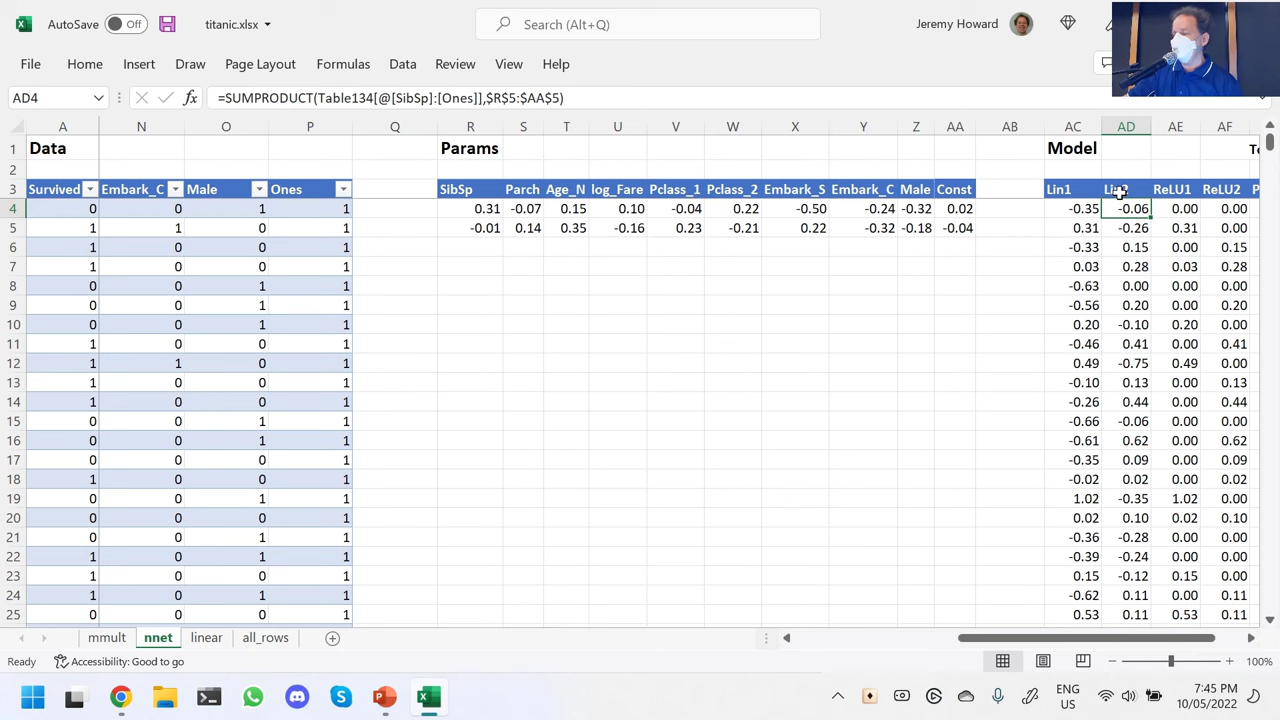 AutoSave Off titanic.xlsx Search (Alt+Q) Jeremy Howard
File Home Insert Draw Page Layout Formulas Data Review View Help
AD4 fx =SUMPRODUCT(Table134[@[SibSp]:[Ones]],$R$5:$AA$5)
A N O P Q R S T U V W X Y Z AA AB AC AD AE AF
1 Data Params Model
2
3 Survived Embark_C Male Ones SibSp Parch Age_N log_Fare Pclass_1 Pclass_2 Embark_S Embark_C Male Const Lin1 ReLU1 ReLU2
4 0 0 1 1 0.31 -0.07 0.15 0.10 -0.04 0.22 -0.50 -0.24 -0.32 0.02 -0.35 -0.06 0.00 0.00
5 1 1 0 1 -0.01 0.14 0.35 -0.16 0.23 -0.21 0.22 -0.32 -0.18 -0.04 0.31 -0.26 0.31 0.00
6 1 0 0 1 -0.33 0.15 0.00 0.15
7 1 0 0 1 0.03 0.28 0.03 0.28
8 0 0 1 1 -0.63 0.00 0.00 0.00
9 0 0 1 1 -0.56 0.20 0.00 0.20
10 0 0 1 1 0.20 -0.10 0.20 0.00
11 1 0 0 1 -0.46 0.41 0.00 0.41
12 1 1 0 1 0.49 -0.75 0.49 0.00
13 1 0 0 1 -0.10 0.13 0.00 0.13
14 1 0 0 1 -0.26 0.44 0.00 0.44
15 0 0 1 1 -0.66 -0.06 0.00 0.00
16 0 0 1 1 -0.61 0.62 0.00 0.62
17 0 0 0 1 -0.35 0.09 0.00 0.09
18 1 0 0 1 -0.02 0.02 0.00 0.02
19 0 0 1 1 1.02 -0.35 1.02 0.00
20 0 0 0 1 0.02 0.10 0.02 0.10
21 0 0 1 1 -0.36 -0.28 0.00 0.00
22 1 0 1 1 -0.39 -0.24 0.00 0.00
23 1 0 0 1 0.15 -0.12 0.15 0.00
24 1 0 1 1 -0.62 0.11 0.00 0.11
25 0 0 0 1 0.53 0.11 0.53 0.11
mmult nnet linear all_rows
Ready Accessibility: Good to go 100%
ENG 7:45 PM
US 10/05/2022